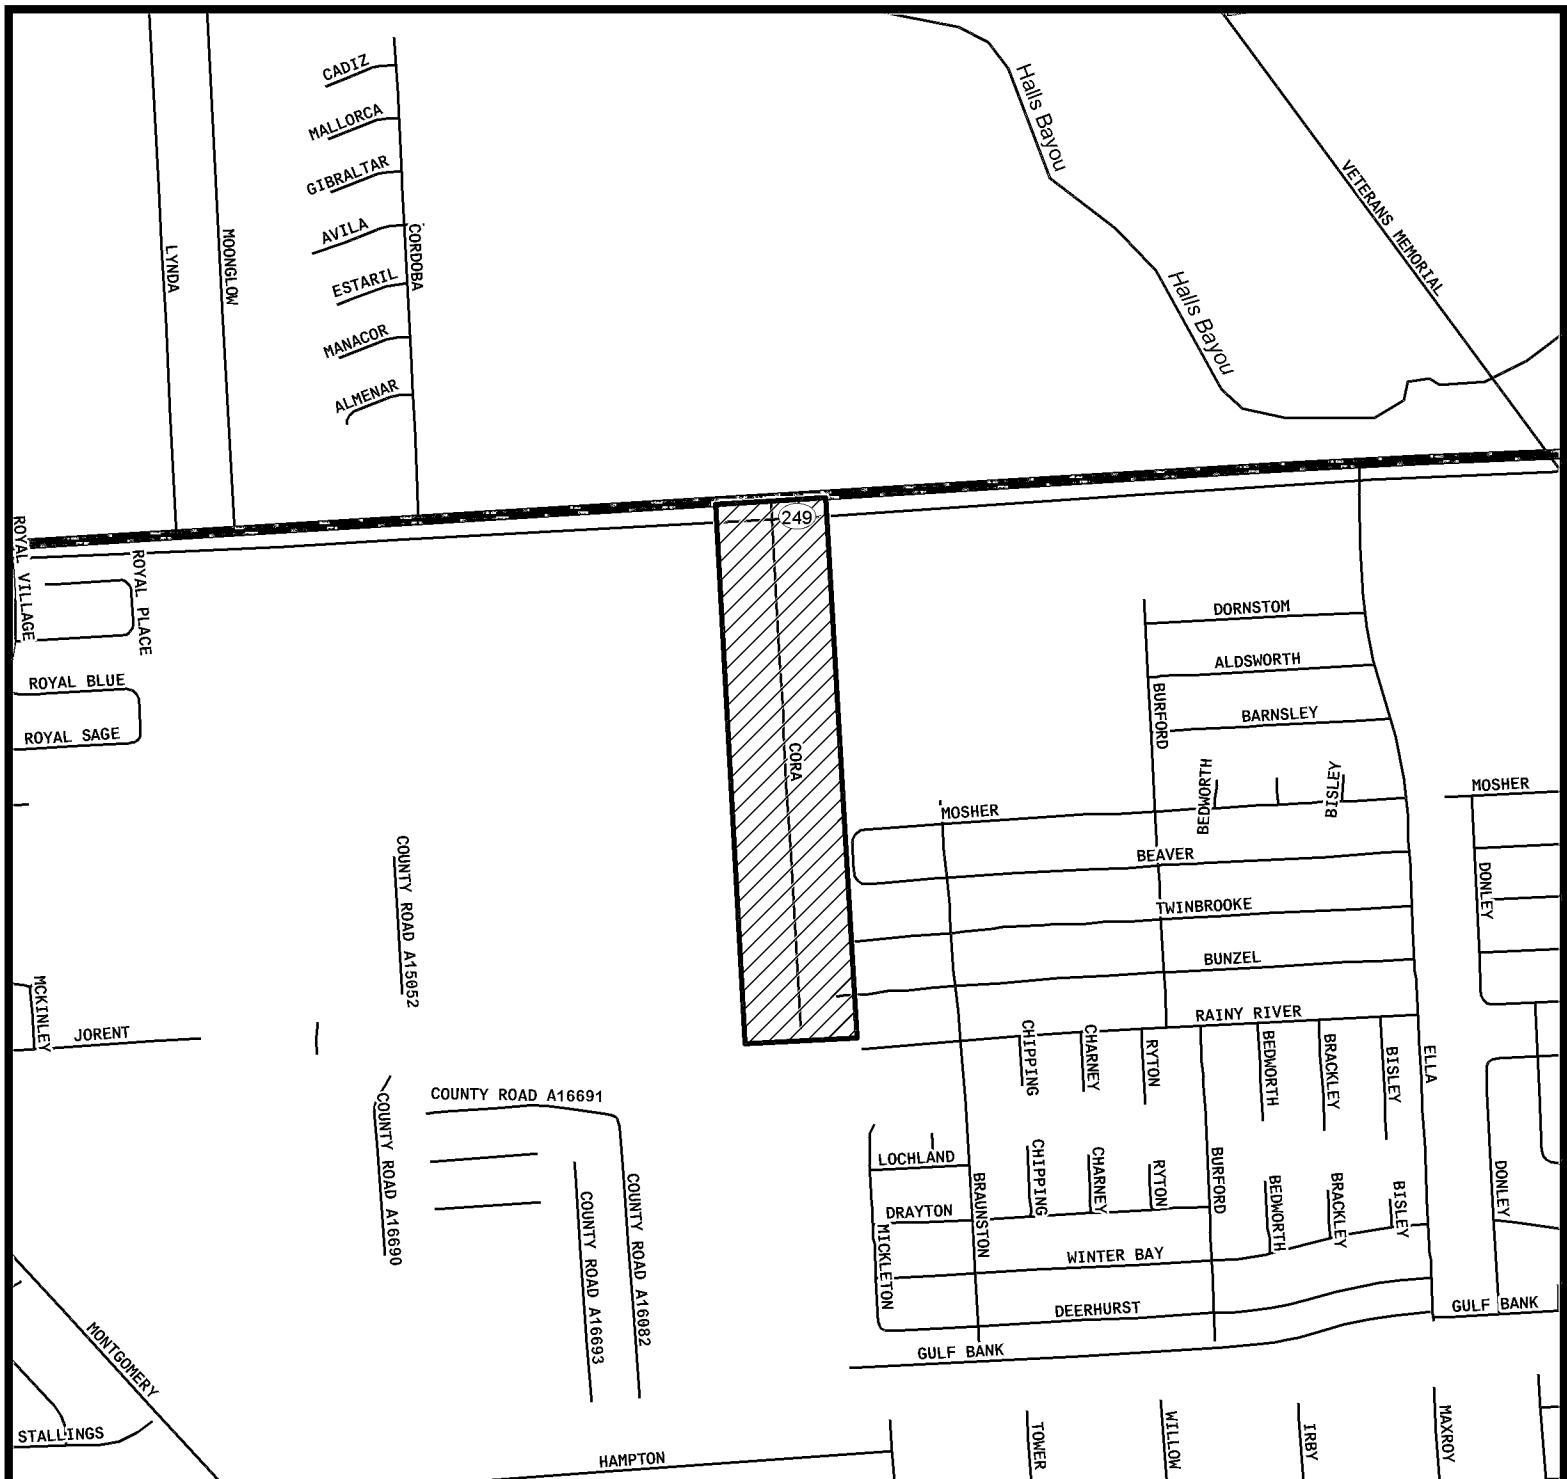 CADIZ
MALLORCA
GIBRALTAR
AVILA
ESTARIL
MANACOR
ALMENAR
CORDOBA
LYNDA
MOONGLOW
Halls Bayou
Halls Bayou
VETERANS MEMORIAL
249
ROYAL VILLAGE
ROYAL PLACE
ROYAL BLUE
ROYAL SAGE
CORA
DORNSTOM
ALDSWORTH
BARNSLEY
BURFORD
BEDWORTH
BISLEY
MOSHER
MOSHER
BEAVER
TWINBROOKE
BUNZEL
RAINY RIVER
DONLEY
COUNTY ROAD A15052
MCKINLEY
JORENT
COUNTY ROAD A16691
COUNTY ROAD A16690
COUNTY ROAD A16693
COUNTY ROAD A16082
CHIPPING
CHARNEY
RYTON
BEDWORTH
BRACKLEY
BISLEY
ELLA
LOCHLAND
DRAYTON
MICKLETON
BRAUNSTON
CHIPPING
CHARNEY
RYTON
BURFORD
BEDWORTH
BRACKLEY
BISLEY
DONLEY
WINTER BAY
DEERHURST
GULF BANK
GULF BANK
MONTGOMERY
STALLINGS
HAMPTON
TOWER
WILLOW
IRBY
MAXROY